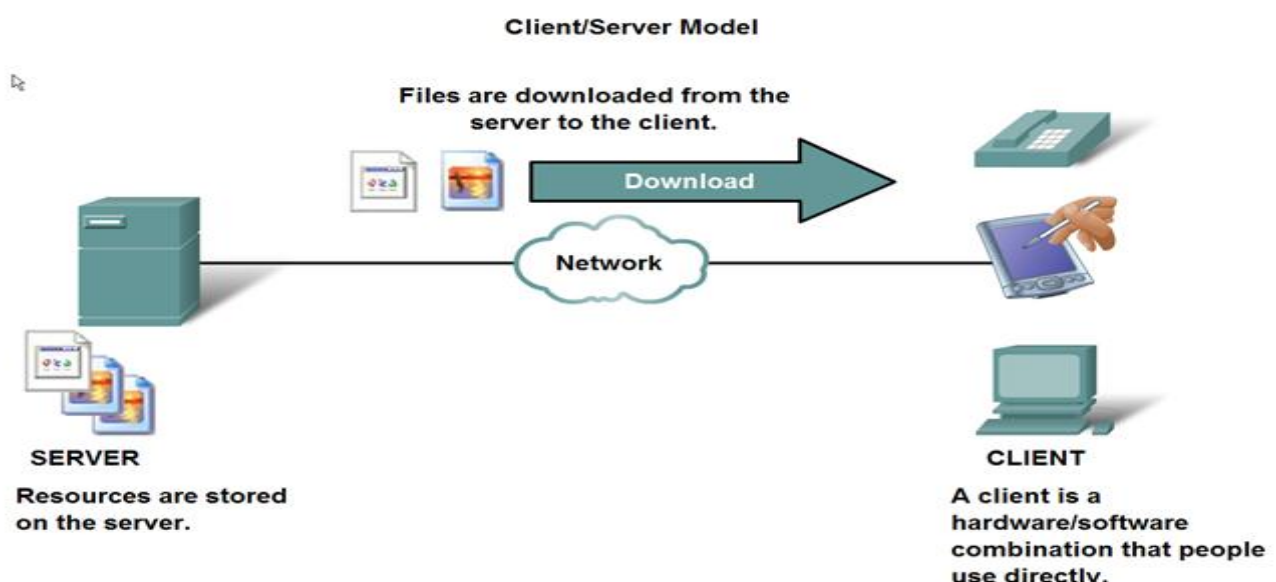 Client/Server Model
Files are downloaded from the
server to the client.
Download
Network
SERVER
Resources are stored
on the server.
CLIENT
A client is a
hardware/software
combination that people
use directly.